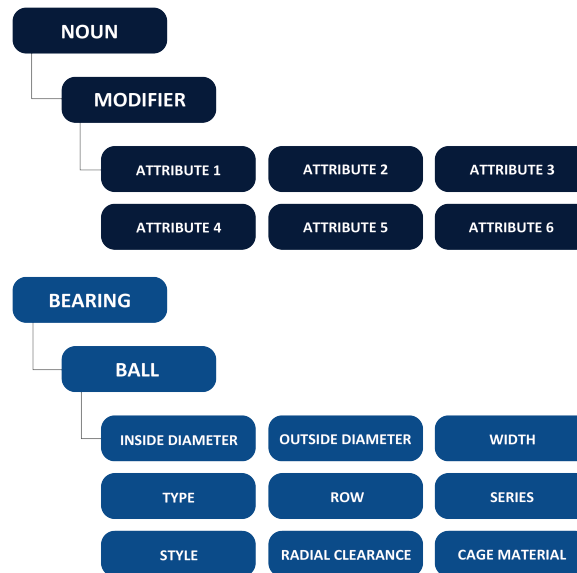 NOUN
MODIFIER
ATTRIBUTE 1 ATTRIBUTE 2 ATTRIBUTE 3
ATTRIBUTE 4 ATTRIBUTE 5 ATTRIBUTE 6
BEARING
BALL
INSIDE DIAMETER OUTSIDE DIAMETER WIDTH
TYPE ROW SERIES
STYLE RADIAL CLEARANCE CAGE MATERIAL